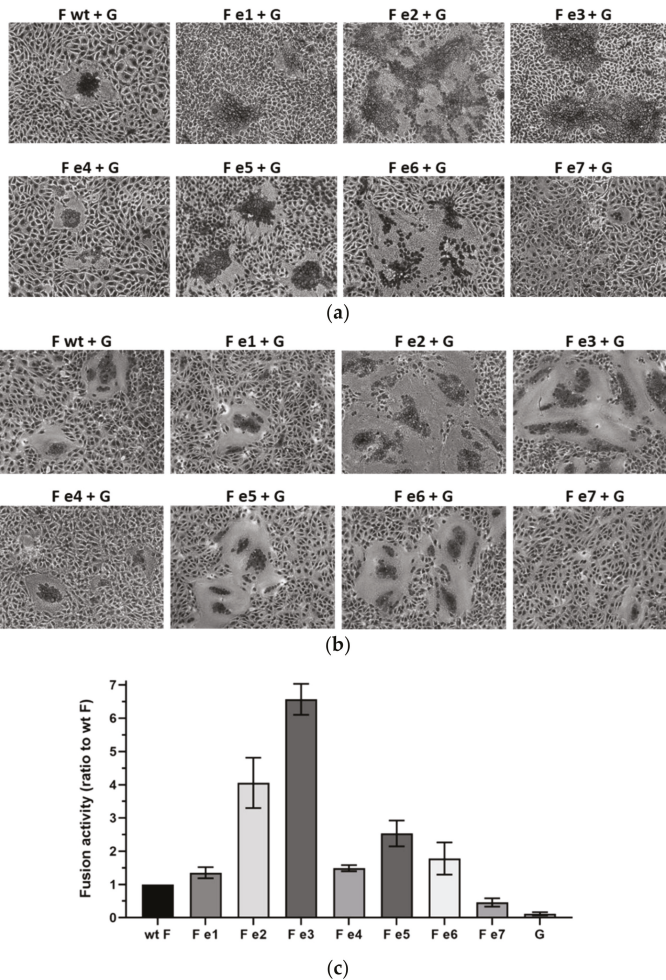 F wt + G F e1 + G F e2 + G F e3 + G
F e4 + G F e5 + G F e6 + G F e7 + G
(a)
F wt + G F e1 + G F e2 + G F e3 + G
F e4 + G F e5 + G F e6 + G F e7 + G
(b)
Fusion activity (ratio to wt F)
7
6
5
4
3
2
1
0
wt F F e1 F e2 F e3 F e4 F e5 F e6 F e7 G
(c)